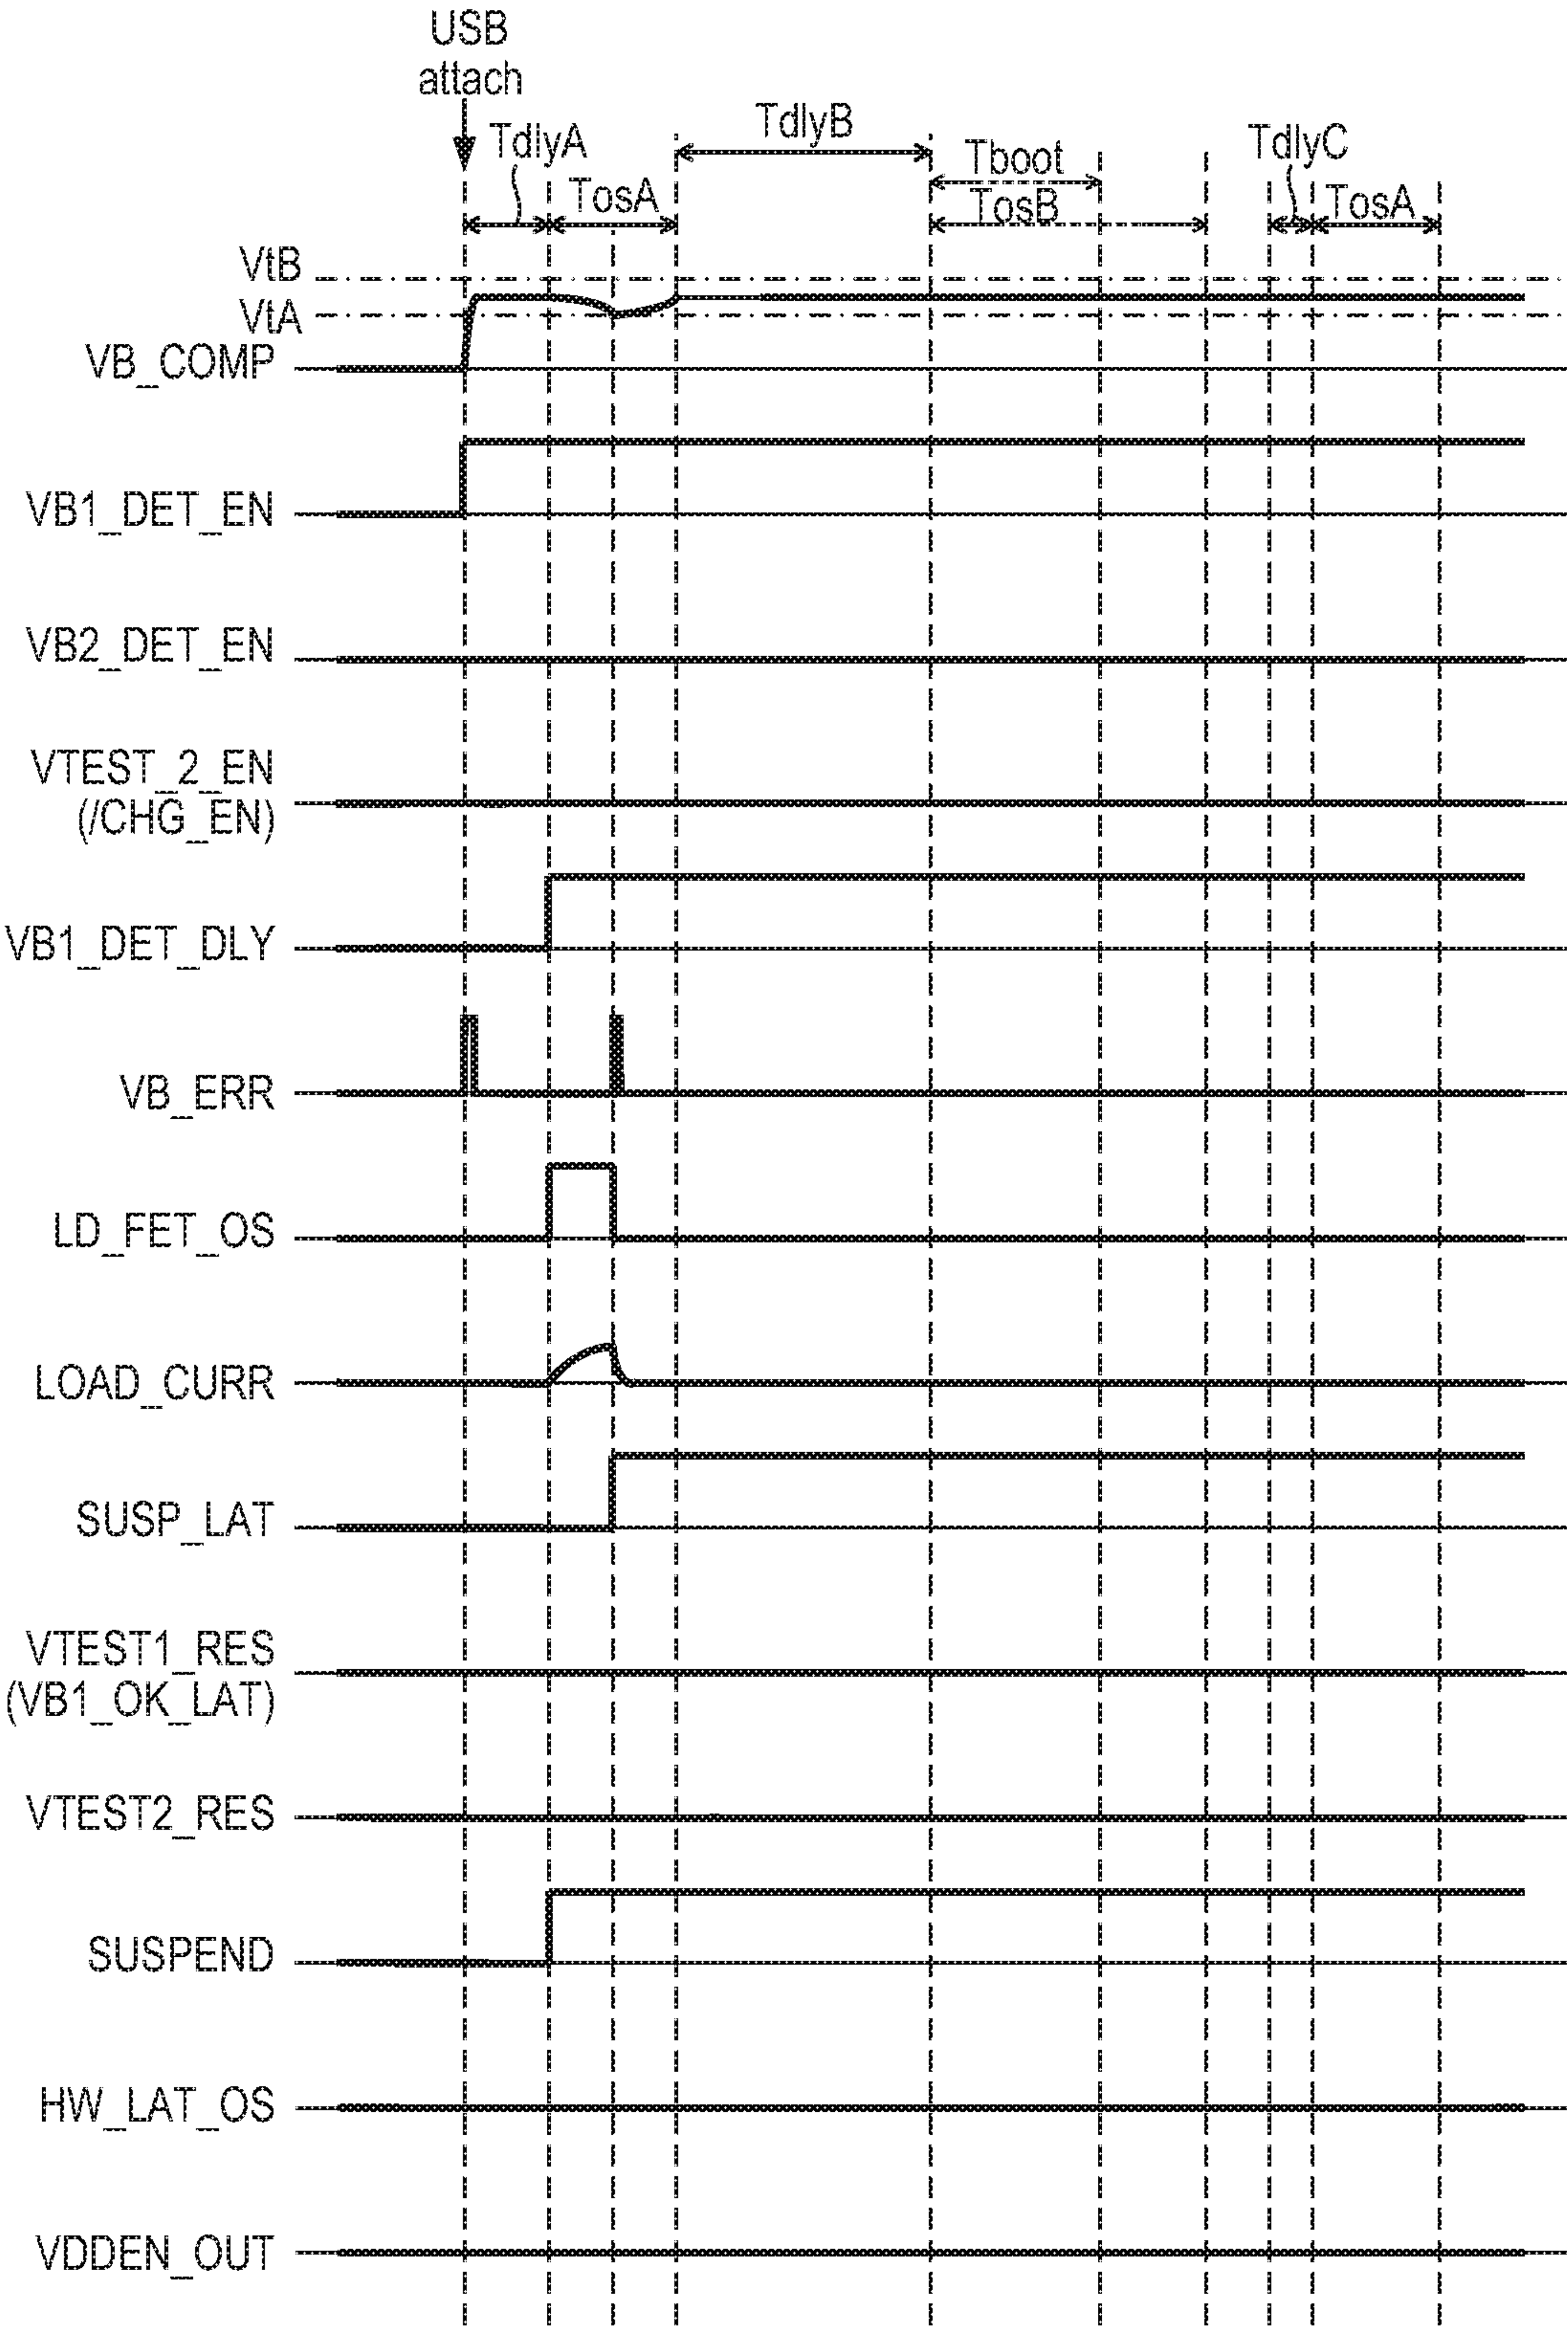 USB
attach
TdlyA
TosA
TdlyB
Tboot
TosB
TdlyC
TosA
VtB
VtA
VB_COMP
VB1_DET_EN
VB2_DET_EN
VTEST_2_EN
(/CHG_EN)
VB1_DET_DLY
VB_ERR
LD_FET_OS
LOAD_CURR
SUSP_LAT
VTEST1_RES
(VB1_OK_LAT)
VTEST2_RES
SUSPEND
HW_LAT_OS
VDDEN_OUT